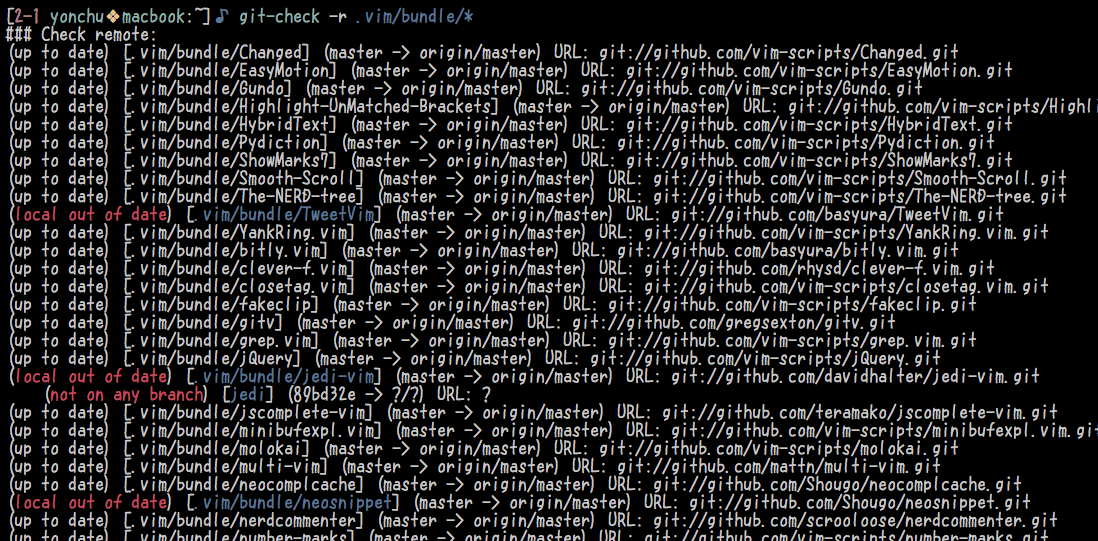 [2-1 yonchu❖macbook:~]♪ git-check -r .vim/bundle/*
### Check remote:
(up to date) [.vim/bundle/Changed] (master -> origin/master) URL: git://github.com/vim-scripts/Changed.git
(up to date) [.vim/bundle/EasyMotion] (master -> origin/master) URL: git://github.com/vim-scripts/EasyMotion.git
(up to date) [.vim/bundle/Gundo] (master -> origin/master) URL: git://github.com/vim-scripts/Gundo.git
(up to date) [.vim/bundle/Highlight-UnMatched-Brackets] (master -> origin/master) URL: git://github.com/vim-scripts/Highli
(up to date) [.vim/bundle/HybridText] (master -> origin/master) URL: git://github.com/vim-scripts/HybridText.git
(up to date) [.vim/bundle/Pydiction] (master -> origin/master) URL: git://github.com/vim-scripts/Pydiction.git
(up to date) [.vim/bundle/ShowMarks7] (master -> origin/master) URL: git://github.com/vim-scripts/ShowMarks7.git
(up to date) [.vim/bundle/Smooth-Scroll] (master -> origin/master) URL: git://github.com/vim-scripts/Smooth-Scroll.git
(up to date) [.vim/bundle/The-NERD-tree] (master -> origin/master) URL: git://github.com/vim-scripts/The-NERD-tree.git
(local out of date) [.vim/bundle/TweetVim] (master -> origin/master) URL: git://github.com/basyura/TweetVim.git
(up to date) [.vim/bundle/YankRing.vim] (master -> origin/master) URL: git://github.com/vim-scripts/YankRing.vim.git
(up to date) [.vim/bundle/bitly.vim] (master -> origin/master) URL: git://github.com/basyura/bitly.vim.git
(up to date) [.vim/bundle/clever-f.vim] (master -> origin/master) URL: git://github.com/rhysd/clever-f.vim.git
(up to date) [.vim/bundle/closetag.vim] (master -> origin/master) URL: git://github.com/vim-scripts/closetag.vim.git
(up to date) [.vim/bundle/fakeclip] (master -> origin/master) URL: git://github.com/vim-scripts/fakeclip.git
(up to date) [.vim/bundle/gitv] (master -> origin/master) URL: git://github.com/gregsexton/gitv.git
(up to date) [.vim/bundle/grep.vim] (master -> origin/master) URL: git://github.com/vim-scripts/grep.vim.git
(up to date) [.vim/bundle/jQuery] (master -> origin/master) URL: git://github.com/vim-scripts/jQuery.git
(local out of date) [.vim/bundle/jedi-vim] (master -> origin/master) URL: git://github.com/davidhalter/jedi-vim.git
(not on any branch) [jedi] (89bd32e -> ?/?) URL: ?
(up to date) [.vim/bundle/jscomplete-vim] (master -> origin/master) URL: git://github.com/teramako/jscomplete-vim.git
(up to date) [.vim/bundle/minibufexpl.vim] (master -> origin/master) URL: git://github.com/vim-scripts/minibufexpl.vim.git
(up to date) [.vim/bundle/molokai] (master -> origin/master) URL: git://github.com/vim-scripts/molokai.git
(up to date) [.vim/bundle/multi-vim] (master -> origin/master) URL: git://github.com/mattn/multi-vim.git
(up to date) [.vim/bundle/neocomplcache] (master -> origin/master) URL: git://github.com/Shougo/neocomplcache.git
(local out of date) [.vim/bundle/neosnippet] (master -> origin/master) URL: git://github.com/Shougo/neosnippet.git
(up to date) [.vim/bundle/nerdcommenter] (master -> origin/master) URL: git://github.com/scrooloose/nerdcommenter.git
(up to date) [.vim/bundle/number-marks] (master -> origin/master) URL: git://github.com/vim-scripts/number-marks.git